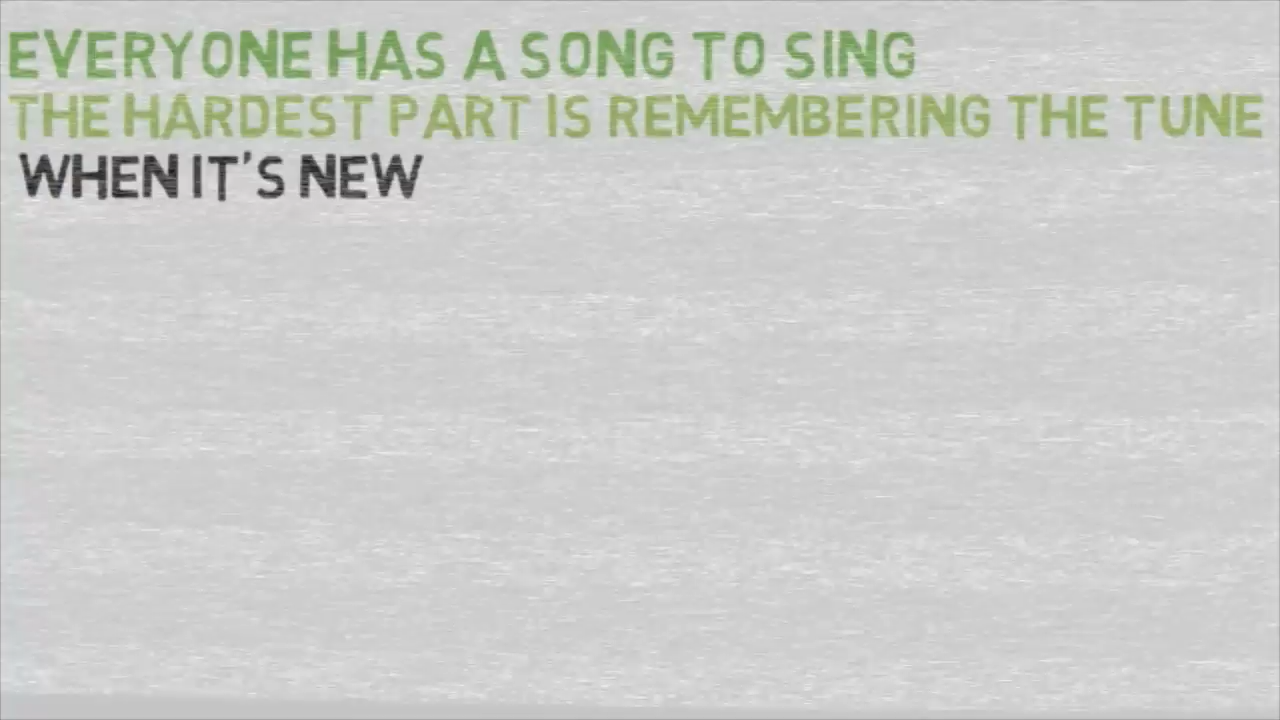 EVERYONE HAS A SONG TO SING
THE HARDEST PART IS REMEMBERING THE TUNE
WHEN IT'S NEW